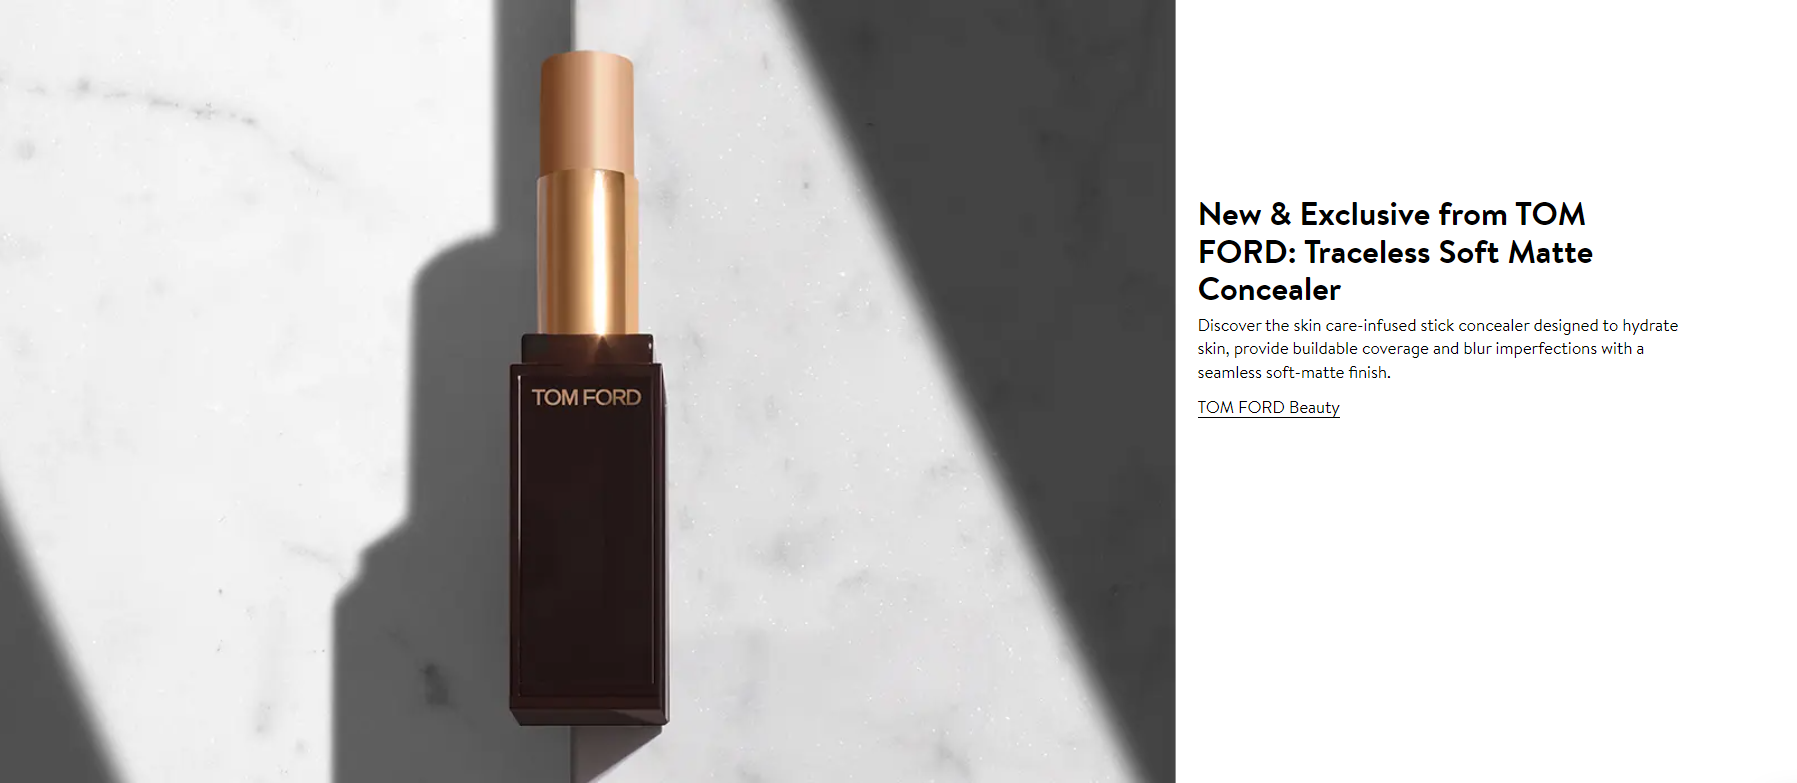 TOM FORD
New & Exclusive from TOM
FORD: Traceless Soft Matte
Concealer
Discover the skin care-infused stick concealer designed to hydrate
skin, provide buildable coverage and blur imperfections with a
seamless soft-matte finish.
TOM FORD Beauty